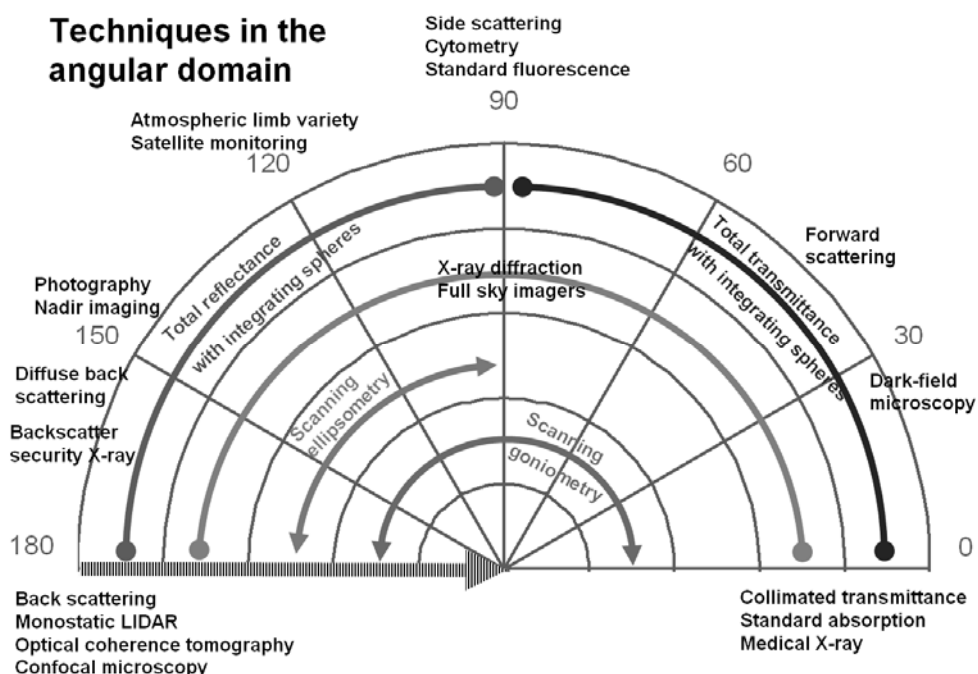 Techniques in the
angular domain
Side scattering
Cytometry
Standard fluorescence
90
Atmospheric limb variety
Satellite monitoring
120
60
Forward
scattering
Total reflectance
with integrating spheres
Total transmittance
with integrating spheres
X-ray diffraction
Full sky imagers
Photography
Nadir imaging
150
30
Diffuse back
scattering
Dark-field
microscopy
Backscatter
security X-ray
Scanning
ellipsometry
Scanning
goniometry
180
0
Back scattering
Monostatic LIDAR
Optical coherence tomography
Confocal microscopy
Collimated transmittance
Standard absorption
Medical X-ray